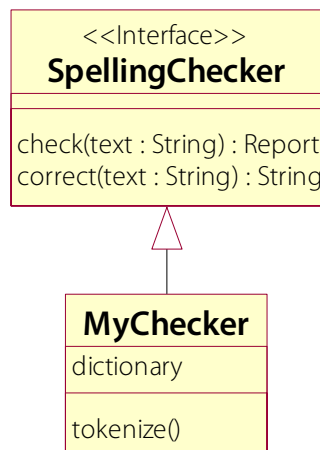 <<Interface>>
SpellingChecker
check(text : String) : Report
correct(text : String) : String
MyChecker
dictionary
tokenize()